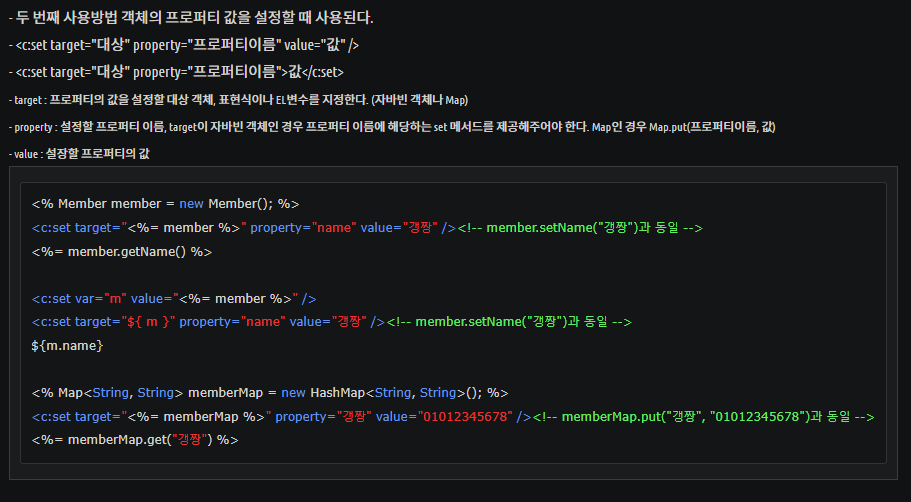 - 두 번째 사용방법 객체의 프로퍼티 값을 설정할 때 사용된다.
- <c:set target="대상" property="프로퍼티이름" value="값" />
- <c:set target="대상" property="프로퍼티이름">값</c:set>
- target : 프로퍼티의 값을 설정할 대상 객체, 표현식이나 EL변수를 지정한다. (자바빈 객체나 Map)
- property : 설정할 프로퍼티 이름, target이 자바빈 객체인 경우 프로퍼티 이름에 해당하는 set 메서드를 제공해주어야 한다. Map인 경우 Map.put(프로퍼티이름, 값)
- value : 설장할 프로퍼티의 값
<% Member member = new Member(); %>
<c:set target="<%= member %>" property="name" value="갱짱" /><!-- member.setName("갱짱")과 동일 -->
<%= member.getName() %>
<c:set var="m" value="<%= member %>" />
<c:set target="${ m }" property="name" value="갱짱" /><!-- member.setName("갱짱")과 동일 -->
${m.name}
<% Map<String, String> memberMap = new HashMap<String, String>(); %>
<c:set target="<%= memberMap %>" property="갱짱" value="01012345678" /><!-- memberMap.put("갱짱", "01012345678")과 동일 -->
<%= memberMap.get("갱짱") %>